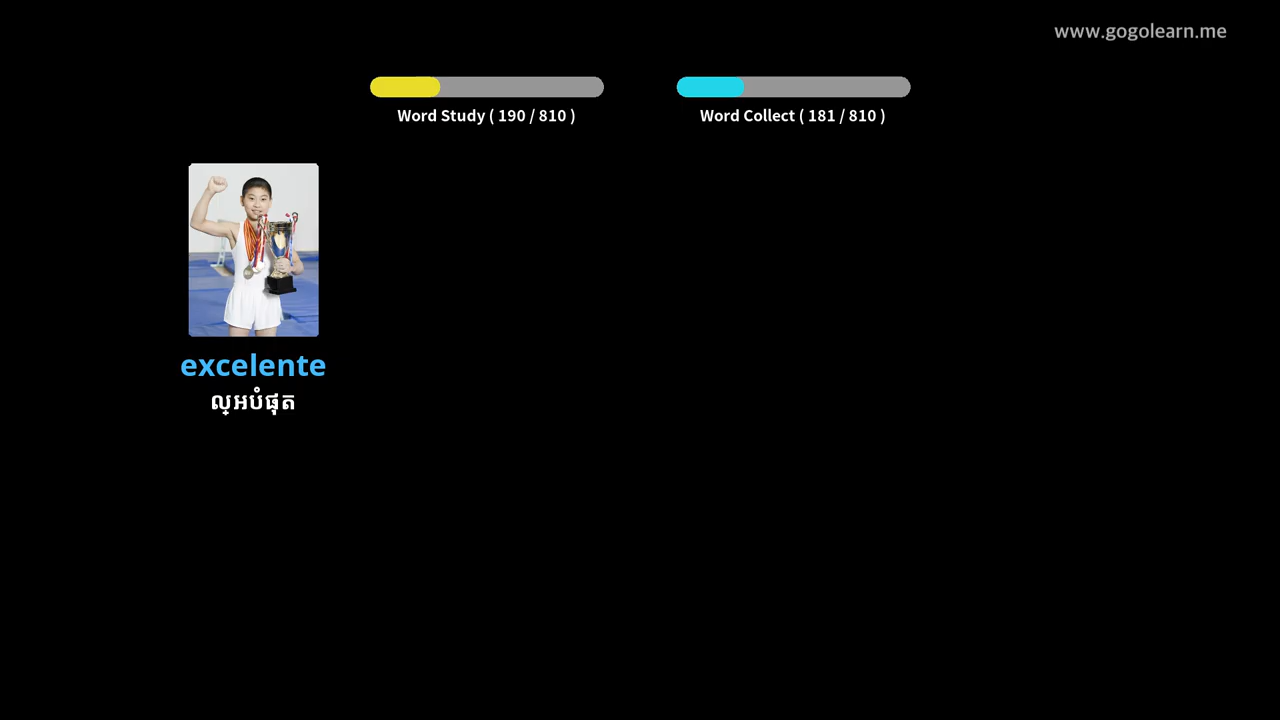 www.gogolearn.me
Word Study ( 190 / 810 )
Word Collect ( 181 / 810 )
excelente
ល្អបំផុត